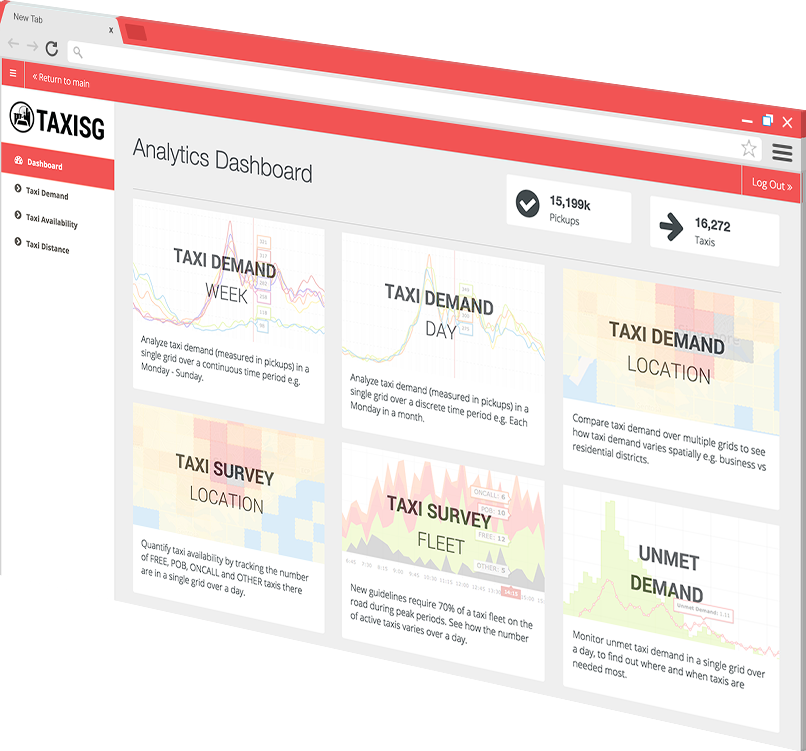 New Tab
x
« Return to main
Log Out »
TAXISG
Dashboard
Taxi Demand
Taxi Availability
Taxi Distance
Analytics Dashboard
15,199k
Pickups
16,272
Taxis
TAXI DEMAND
WEEK
Analyze taxi demand (measured in pickups) in a
single grid over a continuous time period e.g.
Monday - Sunday.
TAXI DEMAND
DAY
Analyze taxi demand (measured in pickups) in a
single grid over a discrete time period e.g. Each
Monday in a month.
TAXI DEMAND
LOCATION
Compare taxi demand over multiple grids to see
how taxi demand varies spatially e.g. business vs
residential districts.
TAXI SURVEY
LOCATION
Quantify taxi availability by tracking the number
of FREE, POB, ONCALL and OTHER taxis there
are in a single grid over a day.
TAXI SURVEY
FLEET
ONCALL: 6
POB: 10
FREE: 12
OTHER: 5
14:15
New guidelines require 70% of a taxi fleet on the
road during peak periods. See how the number
of active taxis varies over a day.
UNMET
DEMAND
Unmet Demand: 1.11
Monitor unmet taxi demand in a single grid over
a day, to find out where and when taxis are
needed most.